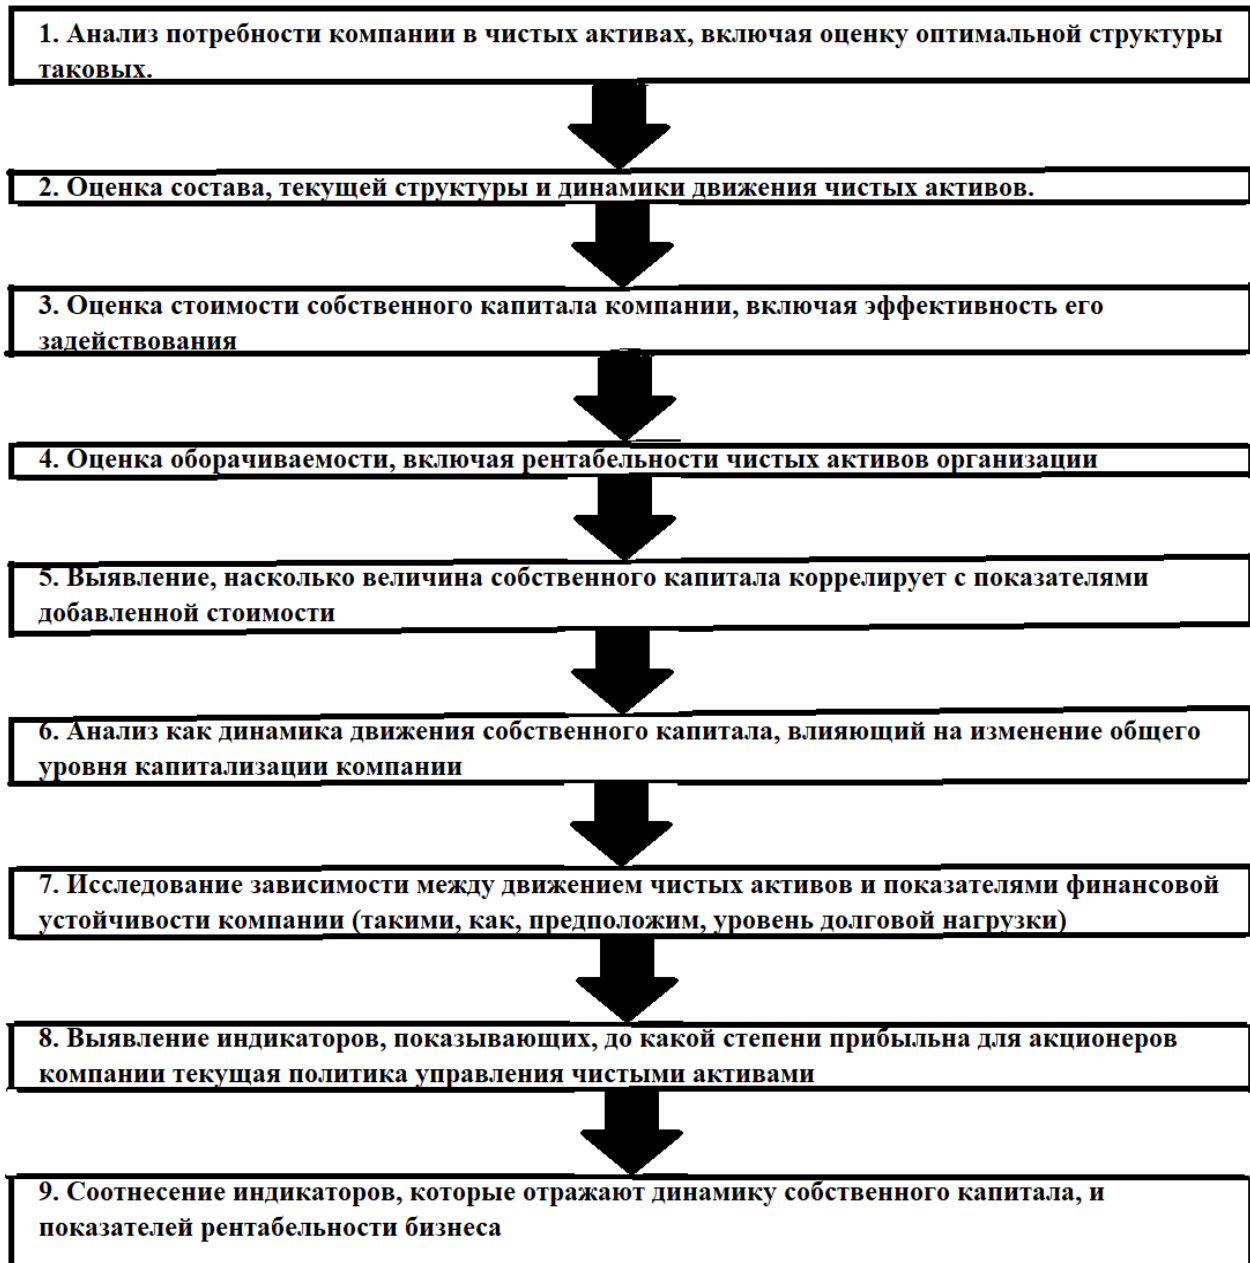 1. Анализ потребности компании в чистых активах, включая оценку оптимальной структуры
таковых.
2. Оценка состава, текущей структуры и динамики движения чистых активов.
3. Оценка стоимости собственного капитала компании, включая эффективность его
задействования
4. Оценка оборачиваемости, включая рентабельности чистых активов организации
5. Выявление, насколько величина собственного капитала коррелирует с показателями
добавленной стоимости
6. Анализ как динамика движения собственного капитала, влияющий на изменение общего
уровня капитализации компании
7. Исследование зависимости между движением чистых активов и показателями финансовой
устойчивости компании (такими, как, предположим, уровень долговой нагрузки)
8. Выявление индикаторов, показывающих, до какой степени прибыльна для акционеров
компании текущая политика управления чистыми активами
9. Соотнесение индикаторов, которые отражают динамику собственного капитала, и
показателей рентабельности бизнеса